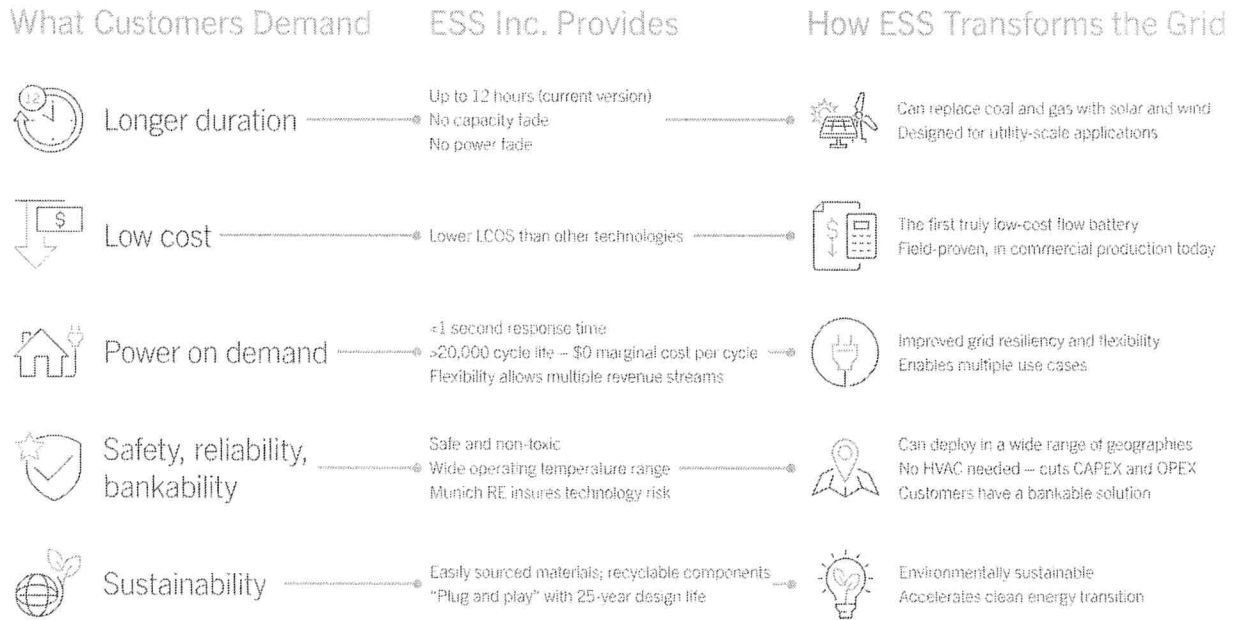 What Customers Demand
ESS Inc. Provides
How ESS Transforms the Grid
12
Longer duration
Up to 12 hours (current version)
No capacity fade
No power fade
Can replace coal and gas with solar and wind
Designed for utility-scale applications
$
Low cost
Lower LCOS than other technologies
$
The first truly low-cost flow battery
Field-proven, in commercial production today
Power on demand
<1 second response time
>20,000 cycle life – $0 marginal cost per cycle
Flexibility allows multiple revenue streams
Improved grid resiliency and flexibility
Enables multiple use cases
Safety, reliability,
bankability
Safe and non-toxic
Wide operating temperature range
Munich RE insures technology risk
Can deploy in a wide range of geographies
No HVAC needed – cuts CAPEX and OPEX
Customers have a bankable solution
Sustainability
Easily sourced materials; recyclable components
"Plug and play" with 25-year design life
Environmentally sustainable
Accelerates clean energy transition